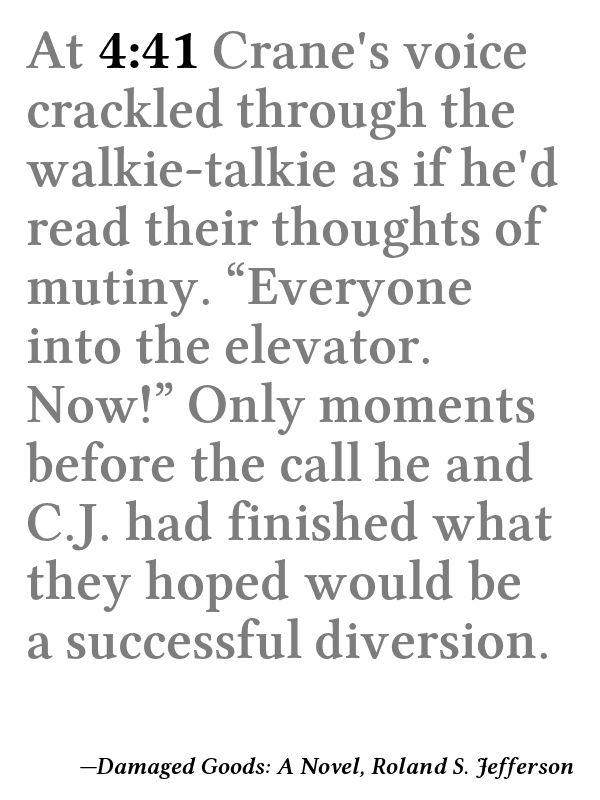 At 4:41 Crane's voice
crackled through the
walkie-talkie as if he'd
read their thoughts of
mutiny. “Everyone
into the elevator.
Now!” Only moments
before the call he and
C.J. had finished what
they hoped would be
a successful diversion.
—Damaged Goods: A Novel, Roland S. Jefferson